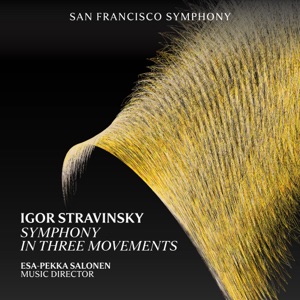 SAN FRANCISCO SYMPHONY
IGOR STRAVINSKY
SYMPHONY
IN THREE MOVEMENTS
ESA-PEKKA SALONEN
MUSIC DIRECTOR